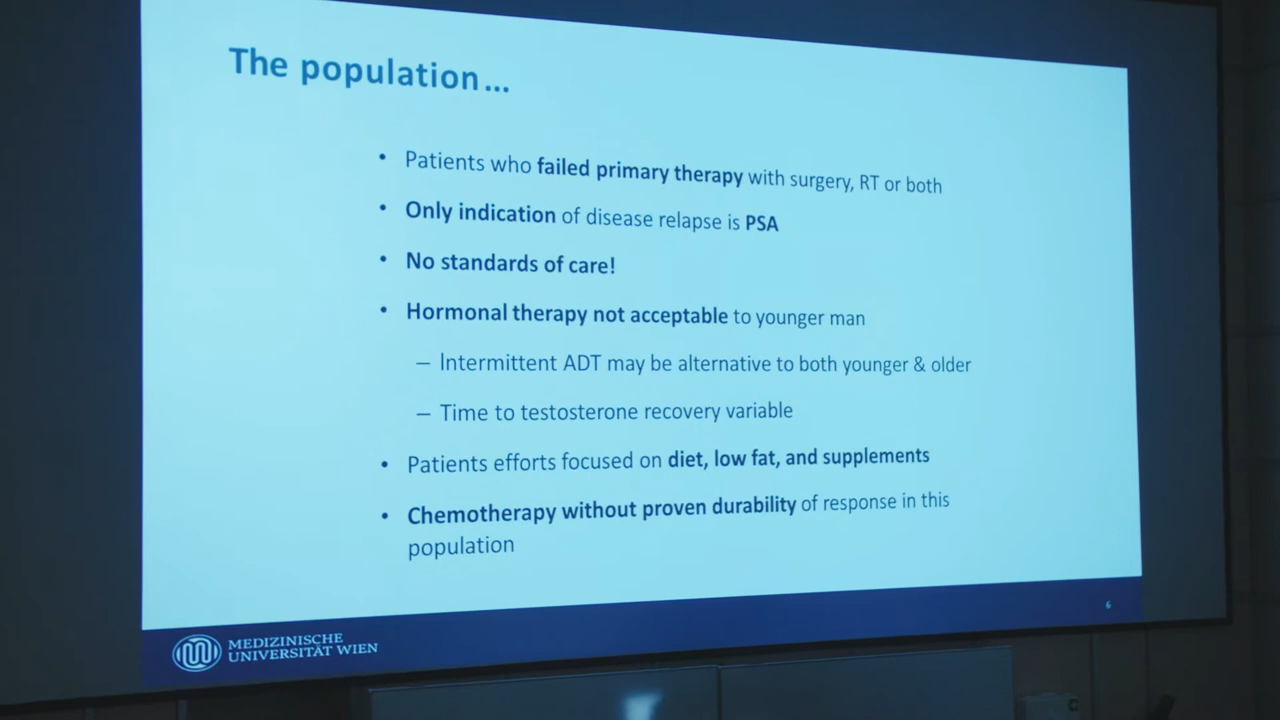 The population...
• Patients who failed primary therapy with surgery, RT or both
• Only indication of disease relapse is PSA
• No standards of care!
• Hormonal therapy not acceptable to younger man
– Intermittent ADT may be alternative to both younger & older
– Time to testosterone recovery variable
• Patients efforts focused on diet, low fat, and supplements
• Chemotherapy without proven durability of response in this
population
6
MEDIZINISCHE
UNIVERSITÄT WIEN